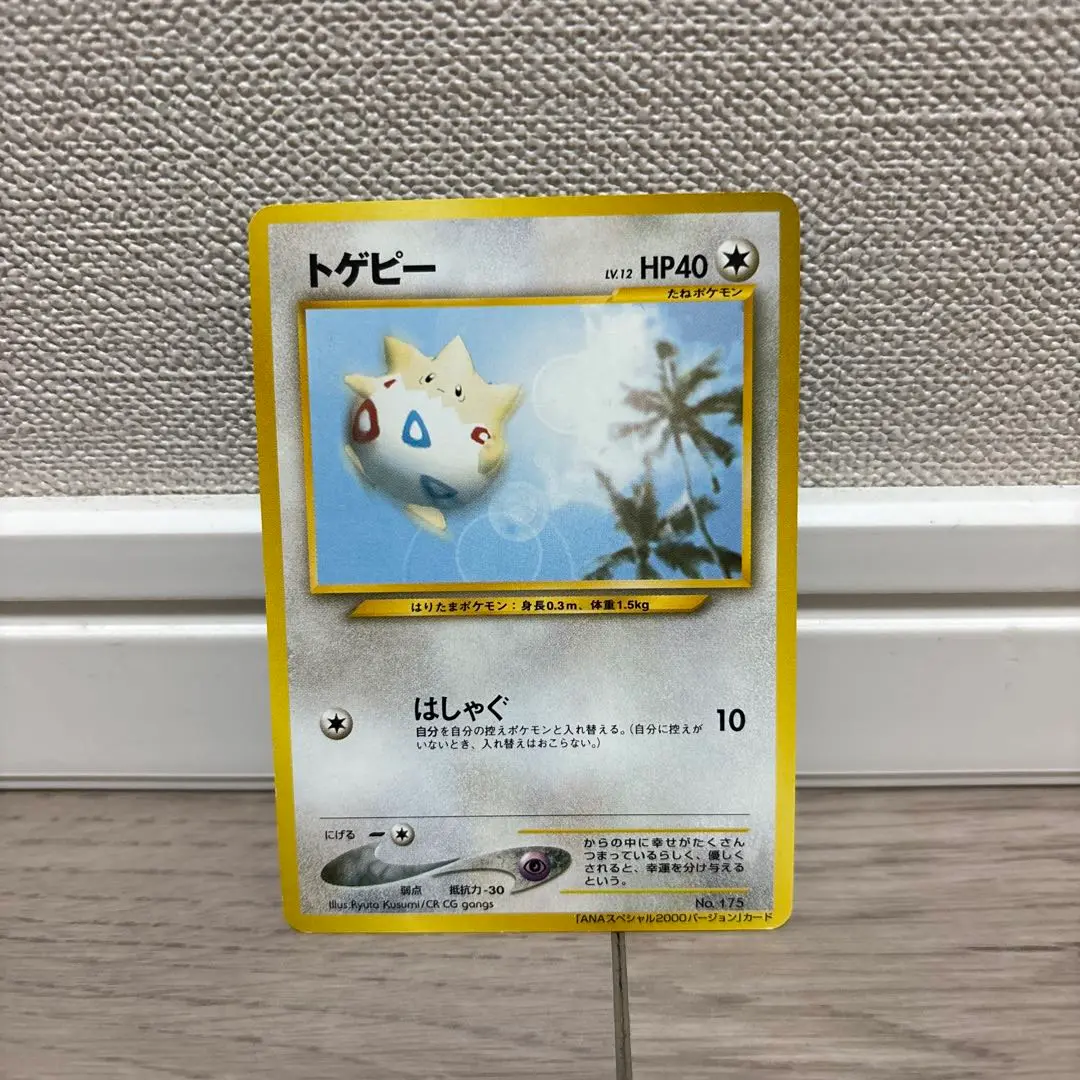 トゲピー
LV.12 HP40
たねポケモン
はりたまポケモン：身長0.3m、体重1.5kg
はしゃぐ
10
自分を自分の控えポケモンと入れ替える。(自分に控えが
いないとき、入れ替えはおこらない。)
にげる
弱点 抵抗力-30
からの中に幸せがたくさん
つまっているらしく、優しく
されると、幸運を分け与える
という。
Illus.Ryuta Kusumi/CR CG gangs
No. 175
「ANAスペシャル2000バージョン」カード